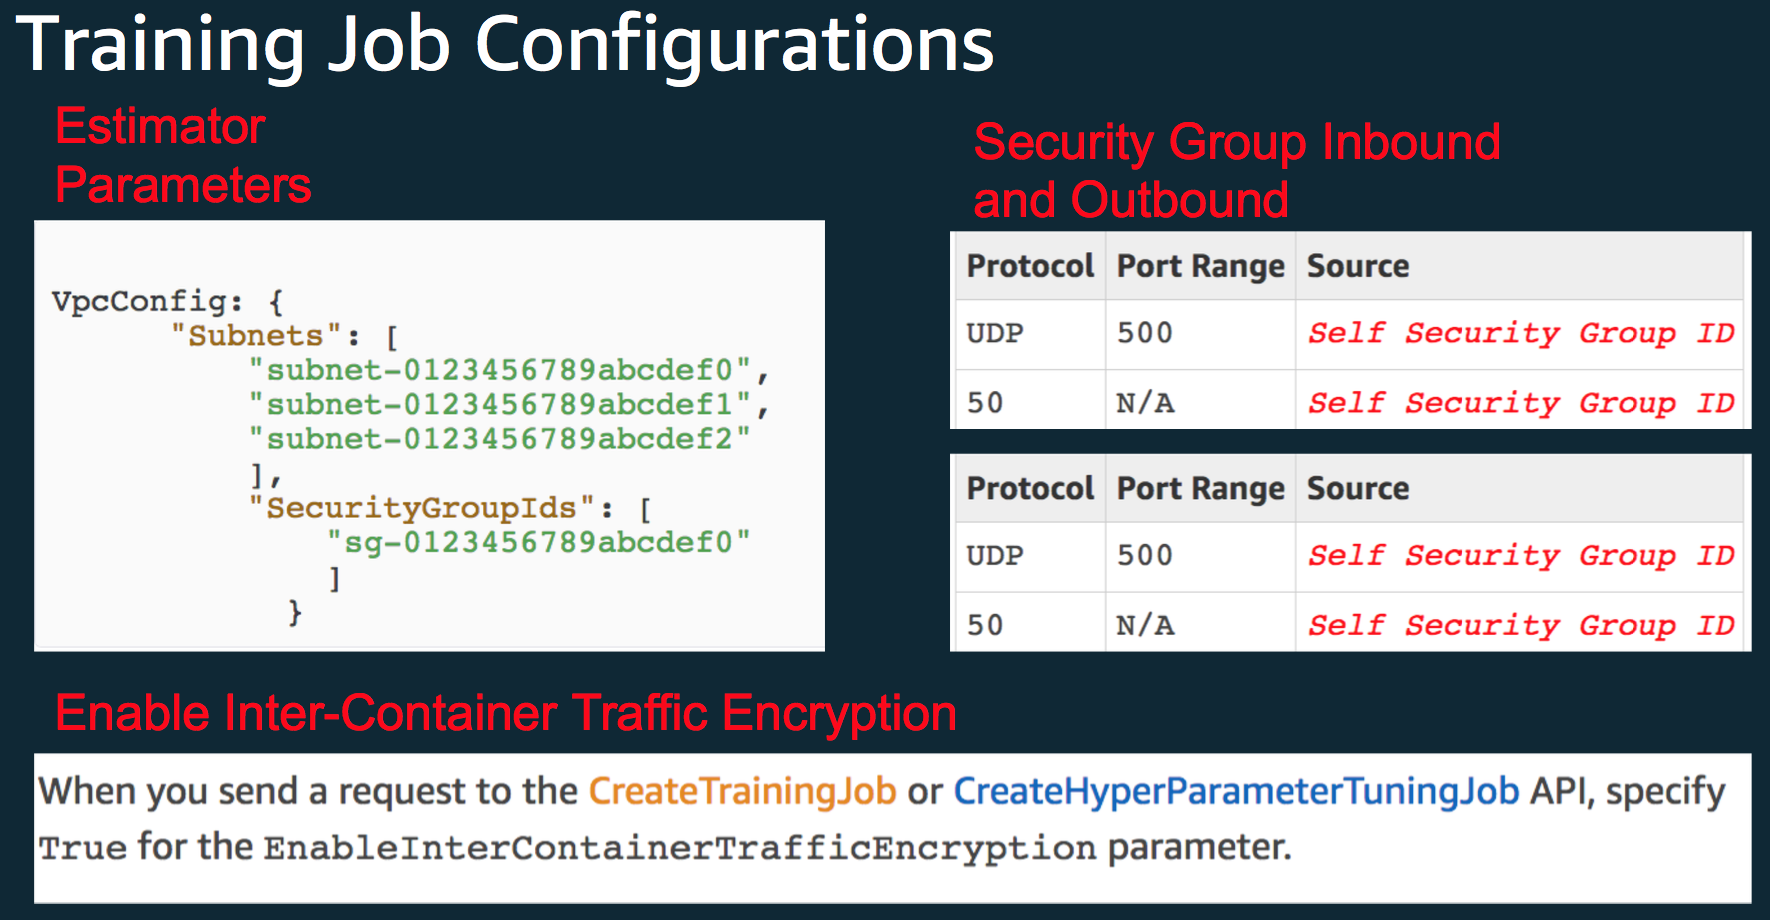 Training Job Configurations
Estimator
Parameters
VpcConfig: {
"Subnets": [
"subnet-0123456789abcdef0",
"subnet-0123456789abcdef1",
"subnet-0123456789abcdef2"
],
"SecurityGroupIds": [
"sg-0123456789abcdef0"
]
}
Security Group Inbound
and Outbound
Protocol Port Range Source
UDP 500 Self Security Group ID
50 N/A Self Security Group ID
Protocol Port Range Source
UDP 500 Self Security Group ID
50 N/A Self Security Group ID
Enable Inter-Container Traffic Encryption
When you send a request to the CreateTrainingJob or CreateHyperParameterTuningJob API, specify
True for the EnableInterContainerTrafficEncryption parameter.